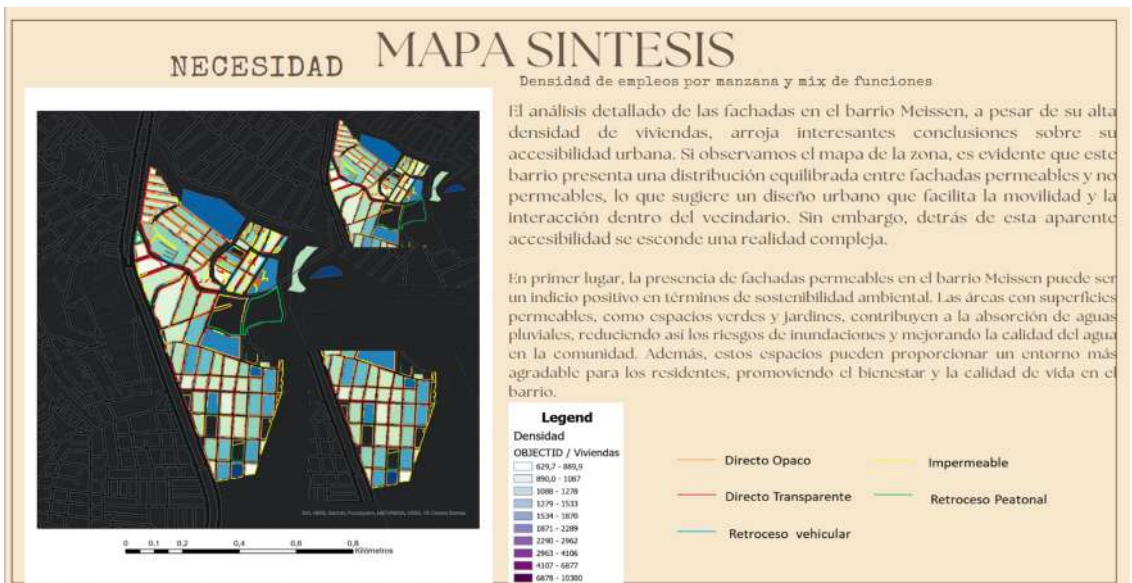 NECESIDAD
MAPA SINTESIS
Densidad de empleos por manzana y mix de funciones
El análisis detallado de las fachadas en el barrio Meissen, a pesar de su alta
densidad de viviendas, arroja interesantes conclusiones sobre su
accesibilidad urbana. Si observamos el mapa de la zona, es evidente que este
barrio presenta una distribución equilibrada entre fachadas permeables y no
permeables, lo que sugiere un diseño urbano que facilita la movilidad y la
interacción dentro del vecindario. Sin embargo, detrás de esta aparente
accesibilidad se esconde una realidad compleja.
En primer lugar, la presencia de fachadas permeables en el barrio Meissen puede ser
un indicio positivo en términos de sostenibilidad ambiental. Las áreas con superficies
permeables, como espacios verdes y jardines, contribuyen a la absorción de aguas
pluviales, reduciendo así los riesgos de inundaciones y mejorando la calidad del agua
en la comunidad. Además, estos espacios pueden proporcionar un entorno más
agradable para los residentes, promoviendo el bienestar y la calidad de vida en el
barrio.
0 0,1 0,2 0,4 0,6 0,8
Kilómetros
Legend
Densidad
OBJECTID / Viviendas
629,7 - 889,9
890,0 - 1087
1088 - 1278
1279 - 1533
1534 - 1870
1871 - 2289
2290 - 2962
2963 - 4106
4107 - 6877
6878 - 10380
Directo Opaco
Impermeable
Directo Transparente
Retroceso Peatonal
Retroceso vehicular